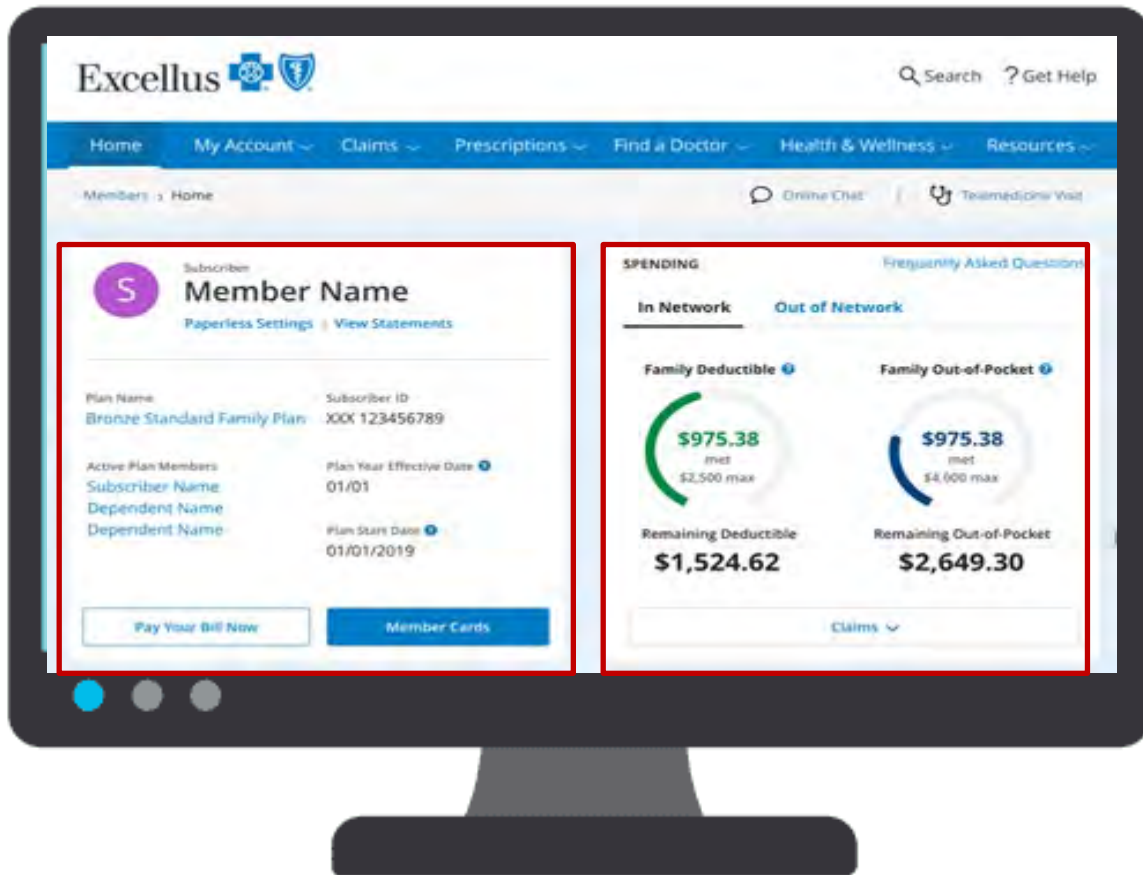 Excellus
Search ? Get Help
Home My Account Claims Prescriptions Find a Doctor Health & Wellness Resources
Members › Home Online Chat | Telemedicine Visit
S
Subscriber
Member Name
Paperless Settings | View Statements
Plan Name
Bronze Standard Family Plan
Subscriber ID
XXX 123456789
Active Plan Members
Subscriber Name
Dependent Name
Dependent Name
Plan Year Effective Date
01/01
Plan Start Date
01/01/2019
Pay Your Bill Now
Member Cards
SPENDING Frequently Asked Questions
In Network Out of Network
Family Deductible
$975.38
met
$2,500 max
Remaining Deductible
$1,524.62
Family Out-of-Pocket
$975.38
met
$4,000 max
Remaining Out-of-Pocket
$2,649.30
Claims